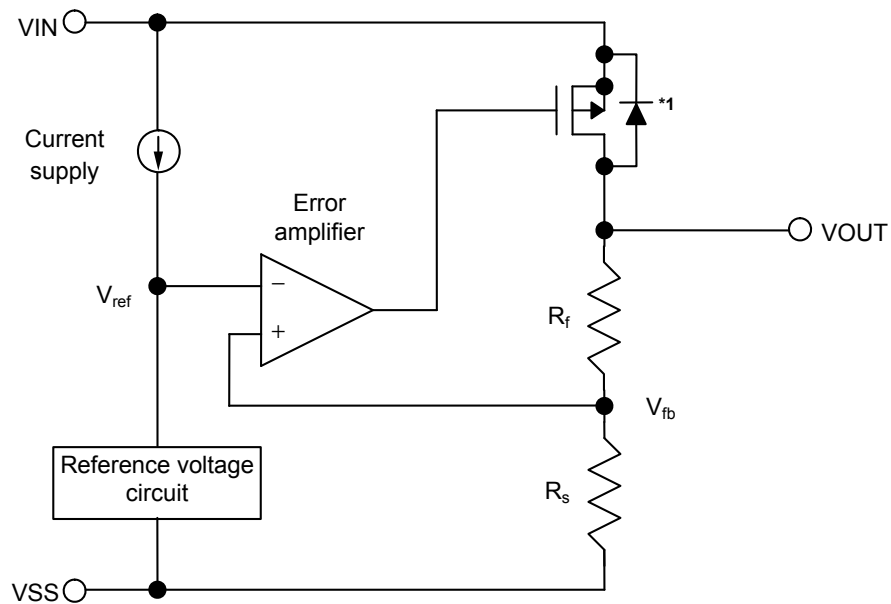 VIN
*1
Current
supply
Error
amplifier
VOUT
Vref
−
+
Rf
Vfb
Reference voltage
circuit
Rs
VSS